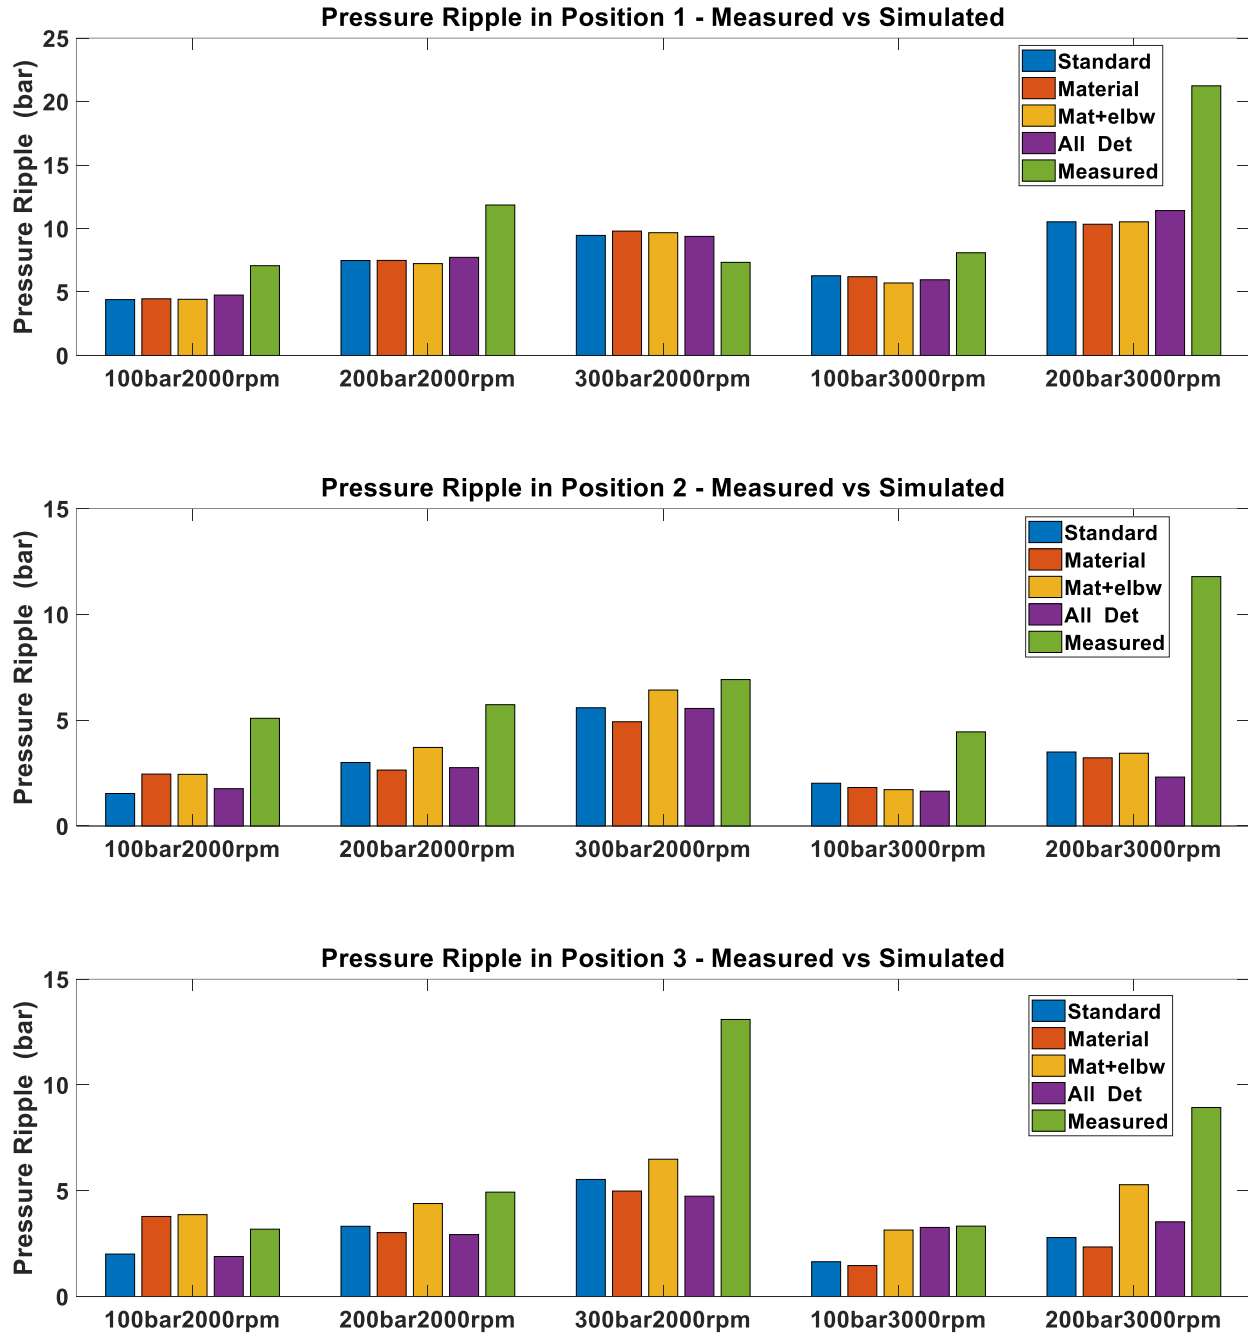 Pressure Ripple in Position 1 - Measured vs Simulated
Pressure Ripple (bar)
25
20
15
10
5
0
Standard
Material
Mat+elbw
All Det
Measured
100bar2000rpm 200bar2000rpm 300bar2000rpm 100bar3000rpm 200bar3000rpm
Pressure Ripple in Position 2 - Measured vs Simulated
Pressure Ripple (bar)
15
10
5
0
Standard
Material
Mat+elbw
All Det
Measured
100bar2000rpm 200bar2000rpm 300bar2000rpm 100bar3000rpm 200bar3000rpm
Pressure Ripple in Position 3 - Measured vs Simulated
Pressure Ripple (bar)
15
10
5
0
Standard
Material
Mat+elbw
All Det
Measured
100bar2000rpm 200bar2000rpm 300bar2000rpm 100bar3000rpm 200bar3000rpm